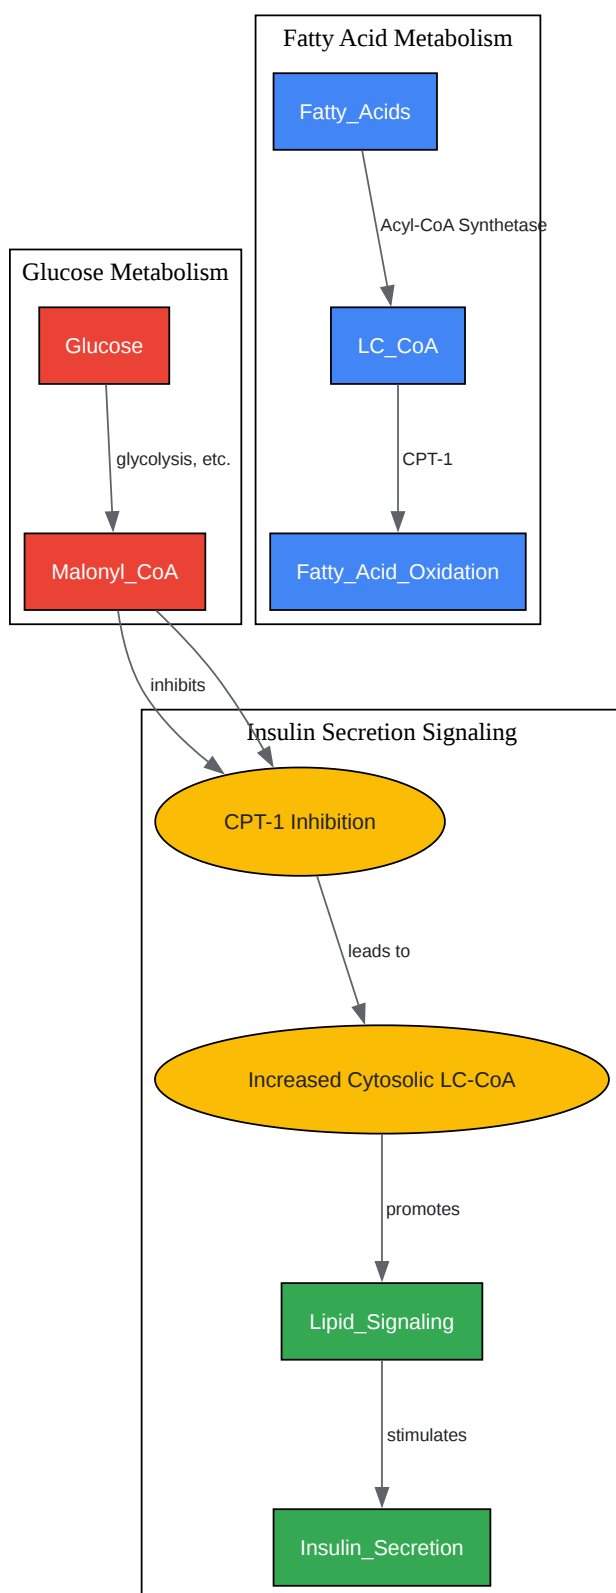 Fatty Acid Metabolism
Fatty_Acids
Acyl-CoA Synthetase
LC_CoA
CPT-1
Fatty_Acid_Oxidation
Glucose Metabolism
Glucose
glycolysis, etc.
Malonyl_CoA
inhibits
Insulin Secretion Signaling
CPT-1 Inhibition
leads to
Increased Cytosolic LC-CoA
promotes
Lipid_Signaling
stimulates
Insulin_Secretion